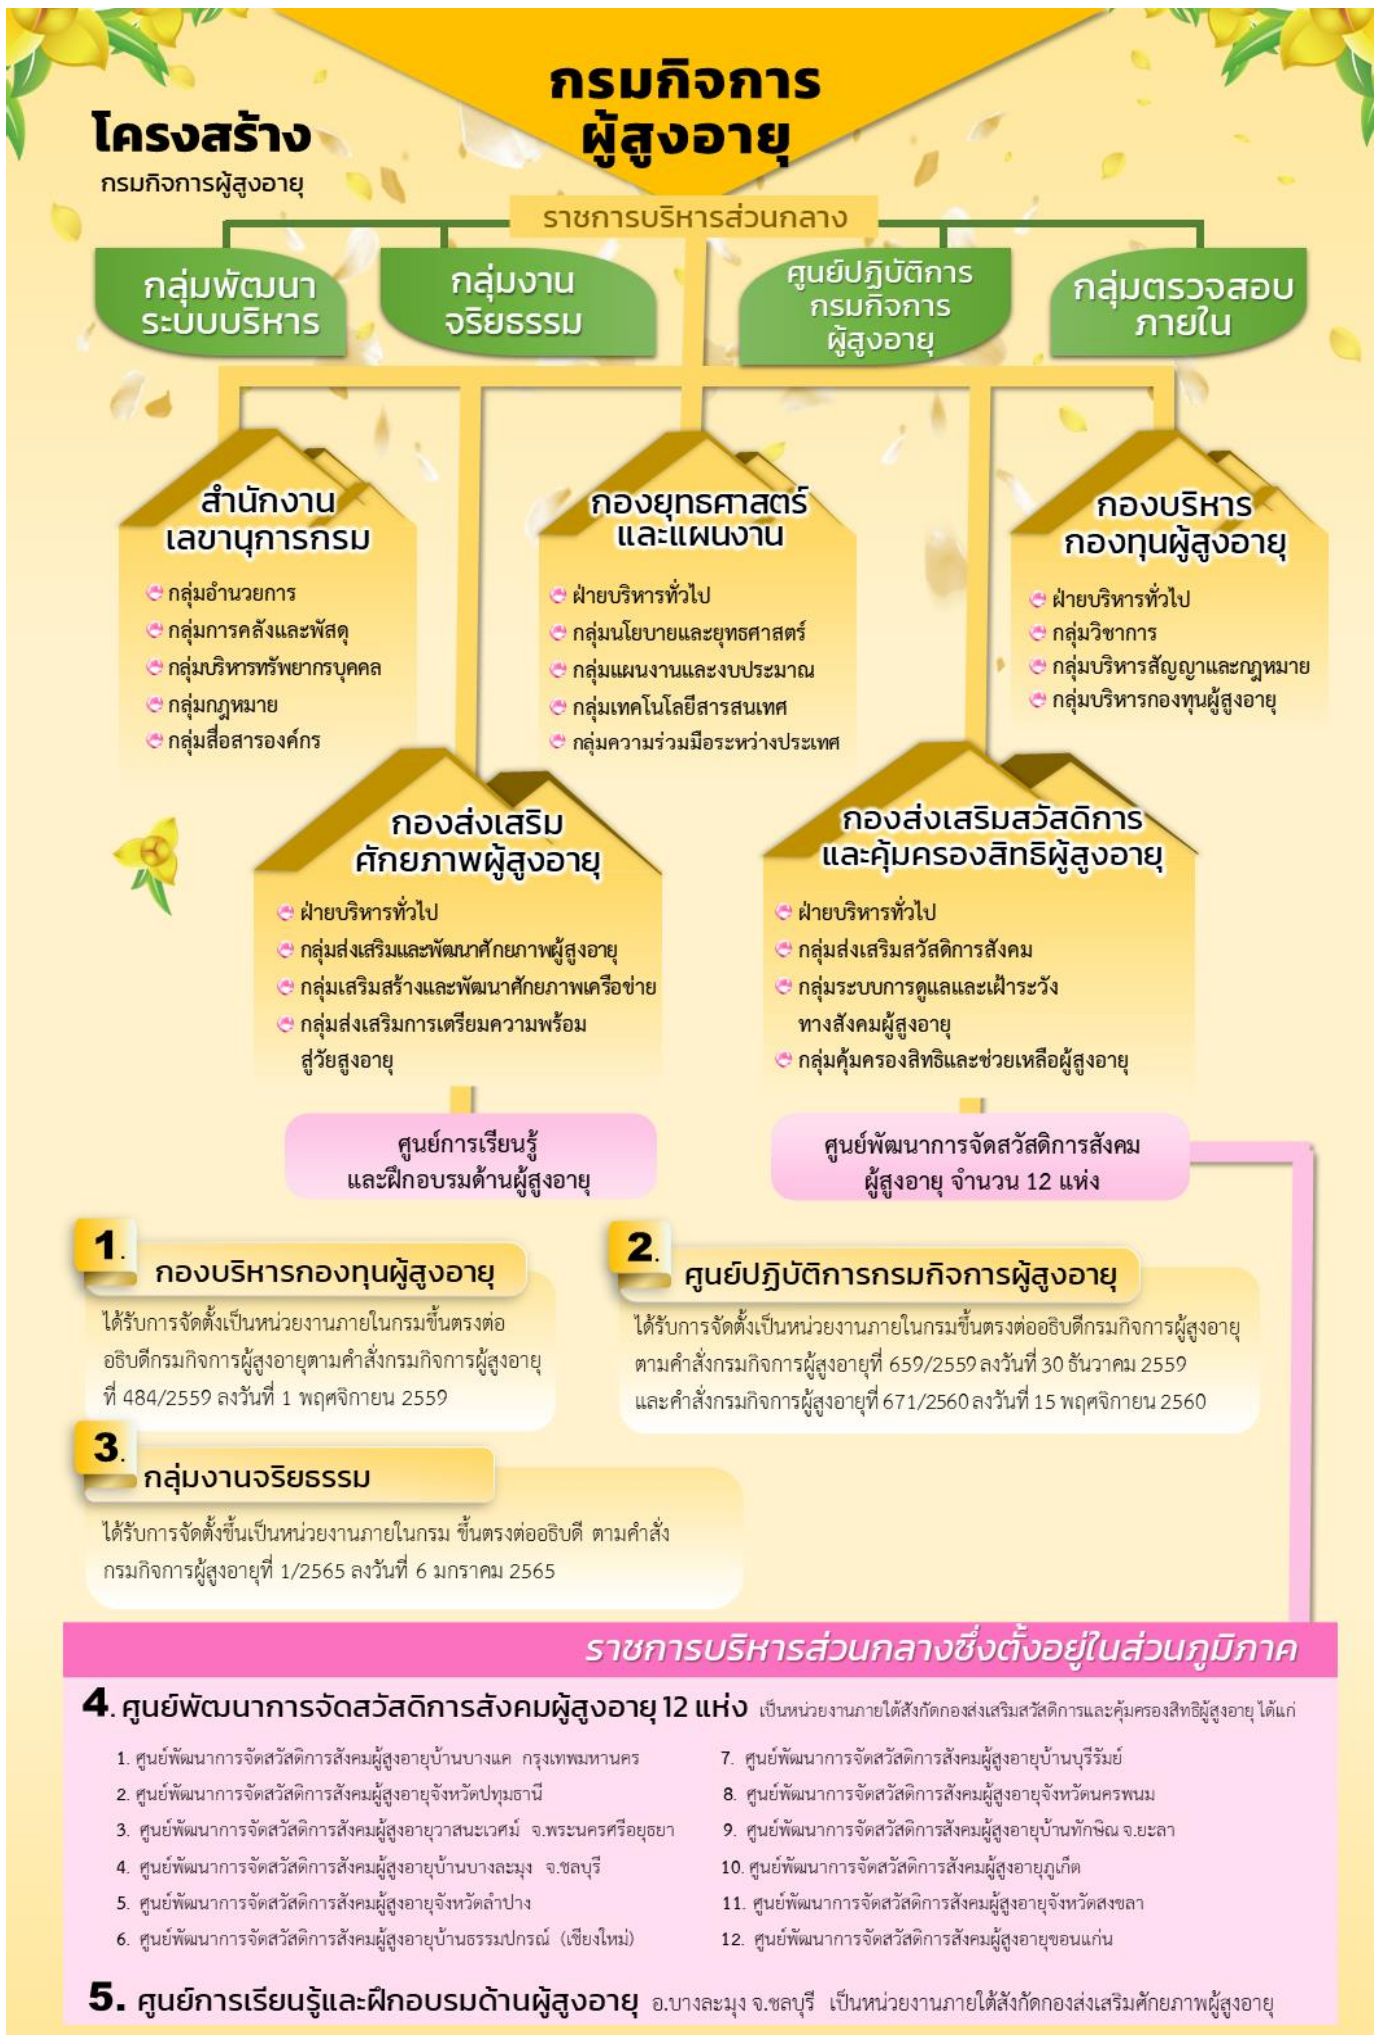 กรมกิจการ
ผู้สูงอายุ
โครงสร้าง
กรมกิจการผู้สูงอายุ
ราชการบริหารส่วนกลาง
กลุ่มพัฒนา
ระบบบริหาร
กลุ่มงาน
จริยธรรม
ศูนย์ปฏิบัติการ
กรมกิจการ
ผู้สูงอายุ
กลุ่มตรวจสอบ
ภายใน
สำนักงาน
เลขานุการกรม
กลุ่มอำนวยการ
กลุ่มการคลังและพัสดุ
กลุ่มบริหารทรัพยากรบุคคล
กลุ่มกฎหมาย
กลุ่มสื่อสารองค์กร
กองยุทธศาสตร์
และแผนงาน
ฝ่ายบริหารทั่วไป
กลุ่มนโยบายและยุทธศาสตร์
กลุ่มแผนงานและงบประมาณ
กลุ่มเทคโนโลยีสารสนเทศ
กลุ่มความร่วมมือระหว่างประเทศ
กองบริหาร
กองทุนผู้สูงอายุ
ฝ่ายบริหารทั่วไป
กลุ่มวิชาการ
กลุ่มบริหารสัญญาและกฎหมาย
กลุ่มบริหารกองทุนผู้สูงอายุ
กองส่งเสริม
ศักยภาพผู้สูงอายุ
ฝ่ายบริหารทั่วไป
กลุ่มส่งเสริมและพัฒนาศักยภาพผู้สูงอายุ
กลุ่มเสริมสร้างและพัฒนาศักยภาพเครือข่าย
กลุ่มส่งเสริมการเตรียมความพร้อม
สู่วัยสูงอายุ
กองส่งเสริมสวัสดิการ
และคุ้มครองสิทธิผู้สูงอายุ
ฝ่ายบริหารทั่วไป
กลุ่มส่งเสริมสวัสดิการสังคม
กลุ่มระบบการดูแลและเฝ้าระวัง
ทางสังคมผู้สูงอายุ
กลุ่มคุ้มครองสิทธิและช่วยเหลือผู้สูงอายุ
ศูนย์การเรียนรู้
และฝึกอบรมด้านผู้สูงอายุ
ศูนย์พัฒนาการจัดสวัสดิการสังคม
ผู้สูงอายุ จำนวน 12 แห่ง
1. กองบริหารกองทุนผู้สูงอายุ
ได้รับการจัดตั้งเป็นหน่วยงานภายในกรมขึ้นตรงต่อ
อธิบดีกรมกิจการผู้สูงอายุตามคำสั่งกรมกิจการผู้สูงอายุ
ที่ 484/2559 ลงวันที่ 1 พฤศจิกายน 2559
2. ศูนย์ปฏิบัติการกรมกิจการผู้สูงอายุ
ได้รับการจัดตั้งเป็นหน่วยงานภายในกรมขึ้นตรงต่ออธิบดีกรมกิจการผู้สูงอายุ
ตามคำสั่งกรมกิจการผู้สูงอายุที่ 659/2559 ลงวันที่ 30 ธันวาคม 2559
และคำสั่งกรมกิจการผู้สูงอายุที่ 671/2560 ลงวันที่ 15 พฤศจิกายน 2560
3. กลุ่มงานจริยธรรม
ได้รับการจัดตั้งขึ้นเป็นหน่วยงานภายในกรม ขึ้นตรงต่ออธิบดี ตามคำสั่ง
กรมกิจการผู้สูงอายุที่ 1/2565 ลงวันที่ 6 มกราคม 2565
ราชการบริหารส่วนกลางซึ่งตั้งอยู่ในส่วนภูมิภาค
4. ศูนย์พัฒนาการจัดสวัสดิการสังคมผู้สูงอายุ 12 แห่ง เป็นหน่วยงานภายใต้สังกัดกองส่งเสริมสวัสดิการและคุ้มครองสิทธิผู้สูงอายุ ได้แก่
1. ศูนย์พัฒนาการจัดสวัสดิการสังคมผู้สูงอายุบ้านบางแค กรุงเทพมหานคร
2. ศูนย์พัฒนาการจัดสวัสดิการสังคมผู้สูงอายุจังหวัดปทุมธานี
3. ศูนย์พัฒนาการจัดสวัสดิการสังคมผู้สูงอายุวาสนะเวศม์ จ.พระนครศรีอยุธยา
4. ศูนย์พัฒนาการจัดสวัสดิการสังคมผู้สูงอายุบ้านบางละมุง จ.ชลบุรี
5. ศูนย์พัฒนาการจัดสวัสดิการสังคมผู้สูงอายุจังหวัดลำปาง
6. ศูนย์พัฒนาการจัดสวัสดิการสังคมผู้สูงอายุบ้านธรรมปกรณ์ (เชียงใหม่)
7. ศูนย์พัฒนาการจัดสวัสดิการสังคมผู้สูงอายุบ้านบุรีรัมย์
8. ศูนย์พัฒนาการจัดสวัสดิการสังคมผู้สูงอายุจังหวัดนครพนม
9. ศูนย์พัฒนาการจัดสวัสดิการสังคมผู้สูงอายุบ้านทักษิณ จ.ยะลา
10. ศูนย์พัฒนาการจัดสวัสดิการสังคมผู้สูงอายุภูเก็ต
11. ศูนย์พัฒนาการจัดสวัสดิการสังคมผู้สูงอายุจังหวัดสงขลา
12. ศูนย์พัฒนาการจัดสวัสดิการสังคมผู้สูงอายุขอนแก่น
5. ศูนย์การเรียนรู้และฝึกอบรมด้านผู้สูงอายุ อ.บางละมุง จ.ชลบุรี เป็นหน่วยงานภายใต้สังกัดกองส่งเสริมศักยภาพผู้สูงอายุ